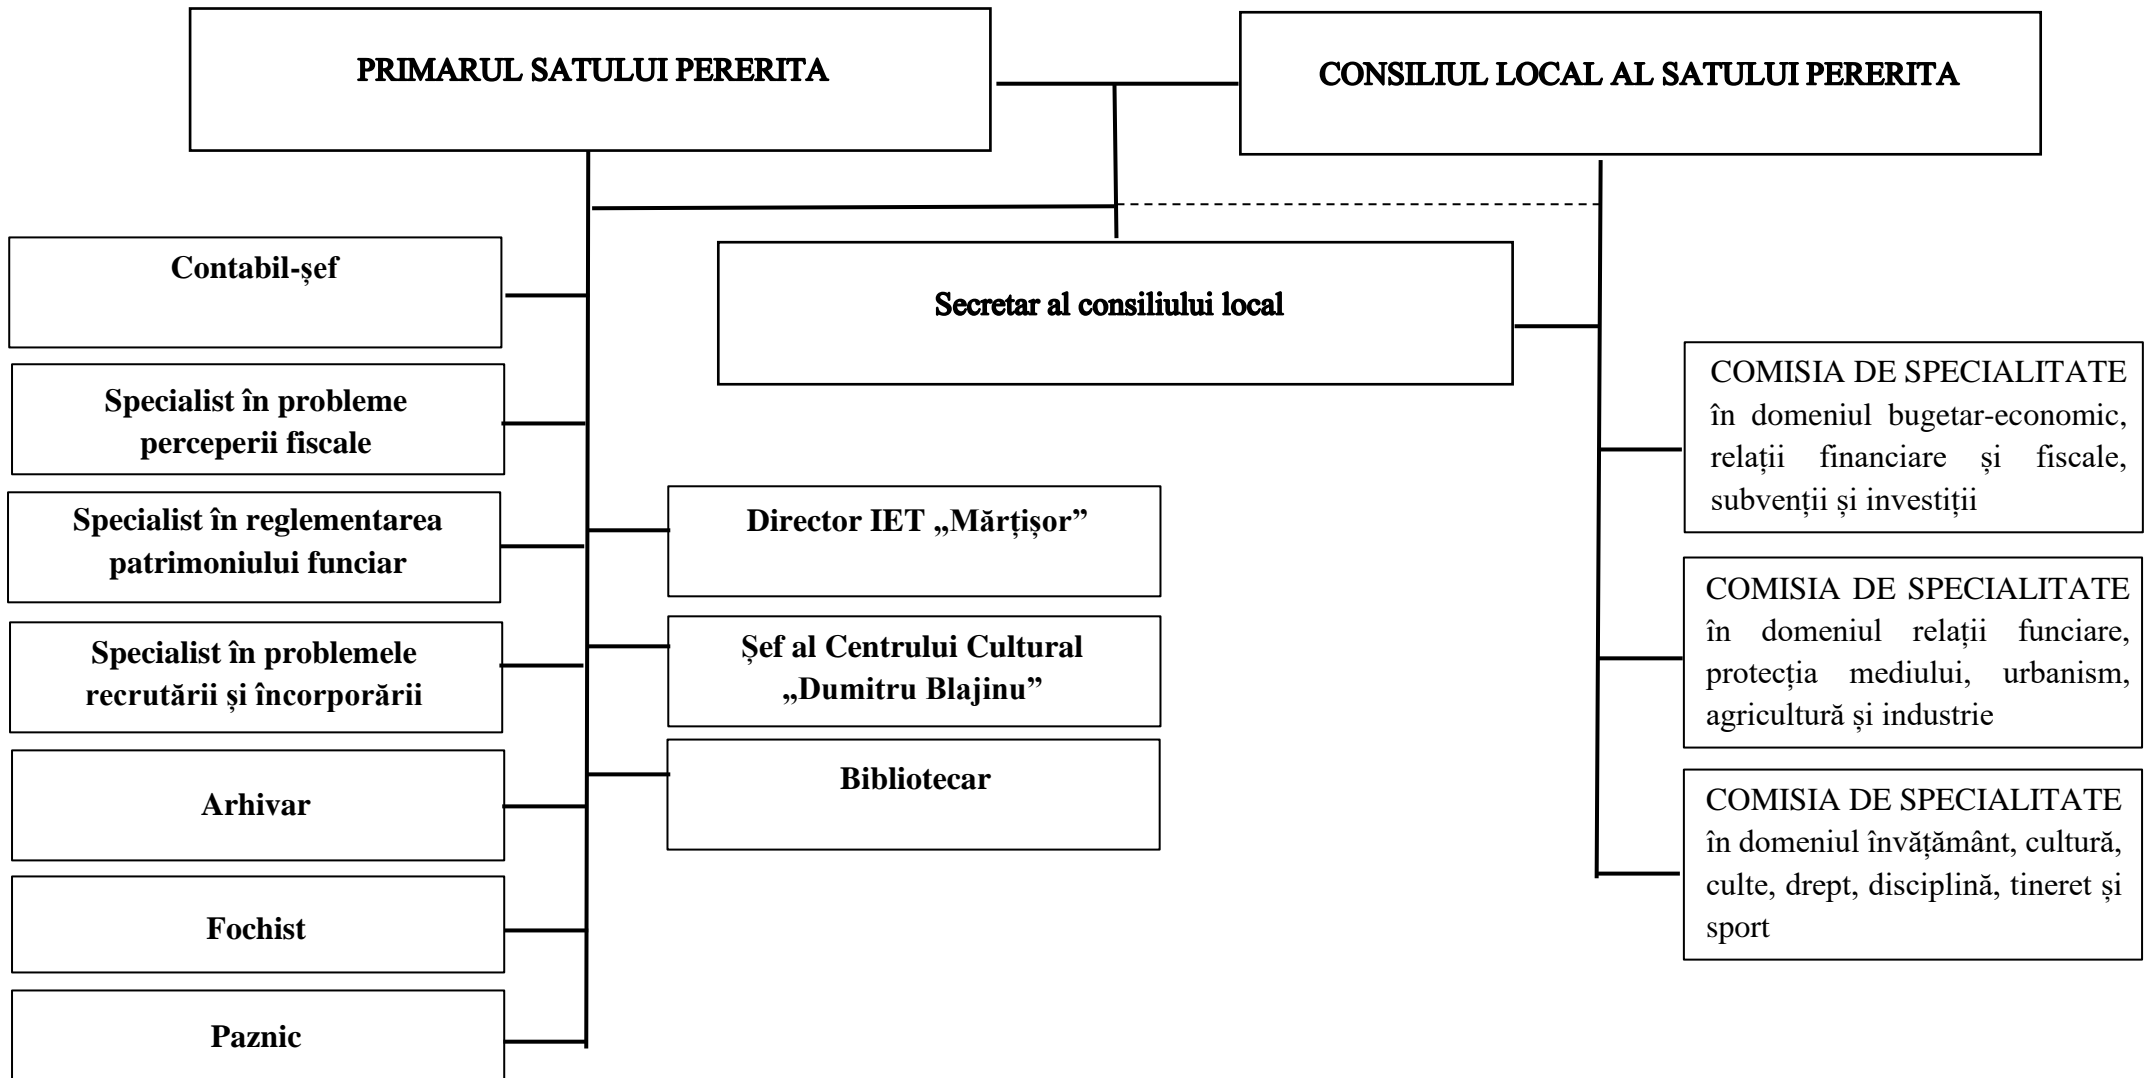 PRIMARUL SATULUI PERERITA
CONSILIUL LOCAL AL SATULUI PERERITA
Contabil-șef
Secretar al consiliului local
Specialist în probleme
perceperii fiscale
Specialist în reglementarea
patrimoniului funciar
Specialist în problemele
recrutării și încorporării
Arhivar
Fochist
Paznic
Director IET „Mărțișor”
Șef al Centrului Cultural
„Dumitru Blajinu”
Bibliotecar
COMISIA DE SPECIALITATE
în domeniul bugetar-economic,
relații financiare și fiscale,
subvenții și investiții
COMISIA DE SPECIALITATE
în domeniul relații funciare,
protecția mediului, urbanism,
agricultură și industrie
COMISIA DE SPECIALITATE
în domeniul învățământ, cultură,
culte, drept, disciplină, tineret și
sport